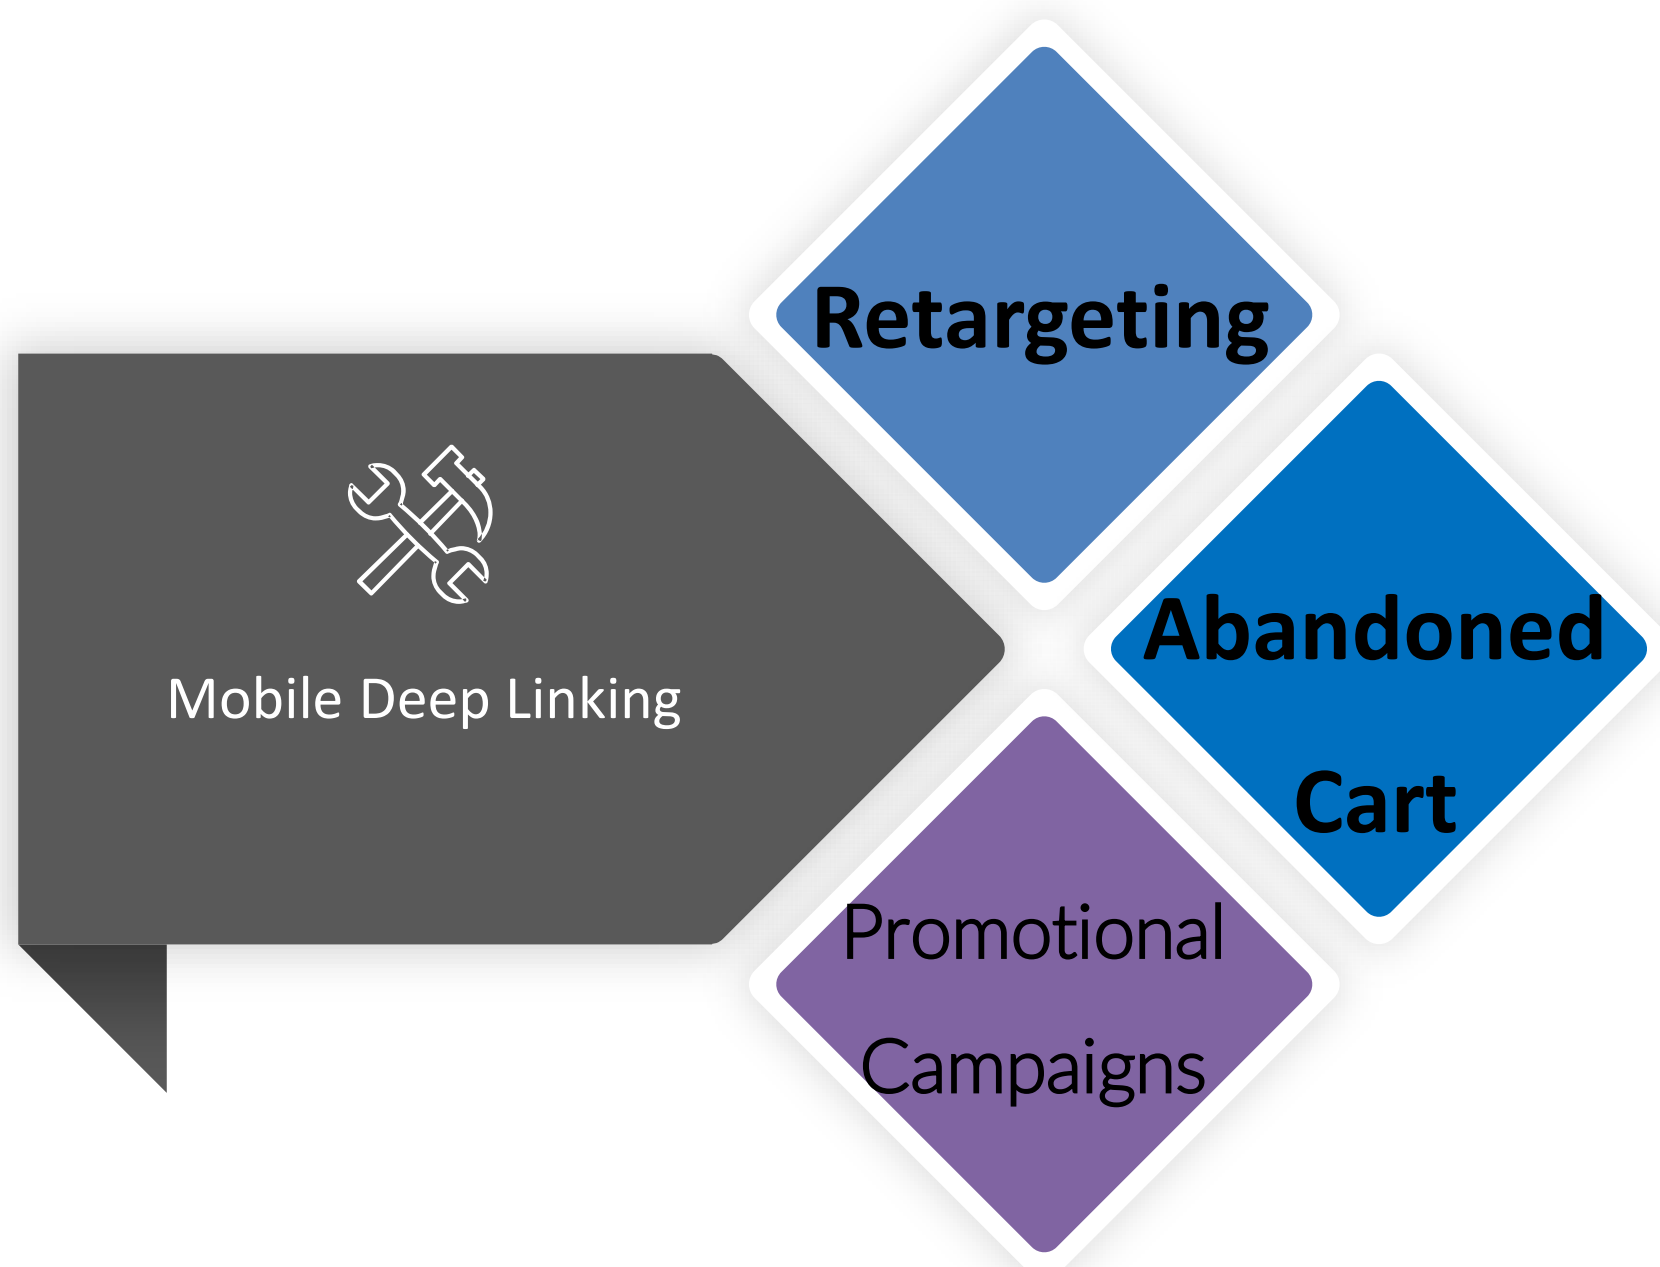 Retargeting
Mobile Deep Linking
Abandoned
Cart
Promotional
Campaigns